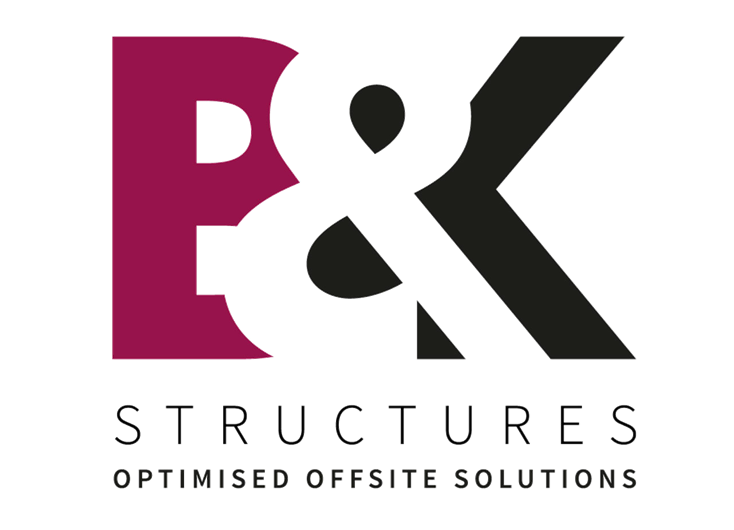 B&K
STRUCTURES
OPTIMISED OFFSITE SOLUTIONS